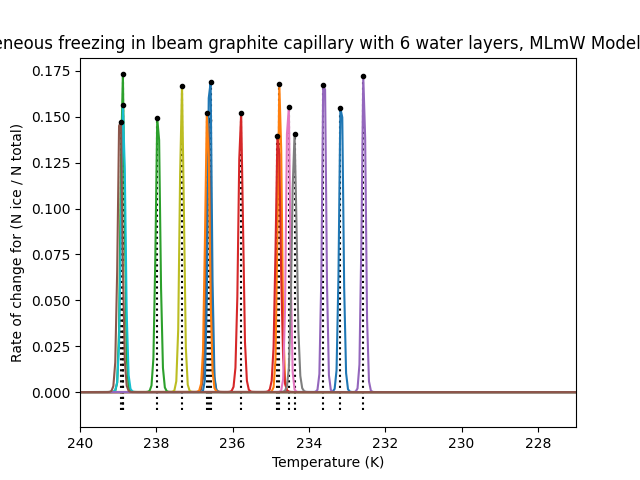 eneous freezing in Ibeam graphite capillary with 6 water layers, MLmW Model
Rate of change for (N ice / N total)
0.175
0.150
0.125
0.100
0.075
0.050
0.025
0.000
240 238 236 234 232 230 228
Temperature (K)